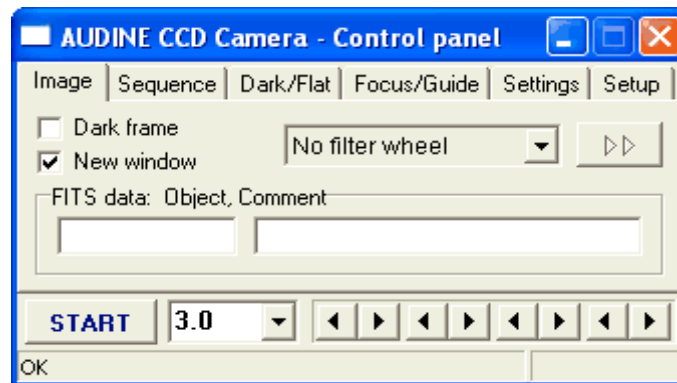 AUDINE CCD Camera - Control panel
Image Sequence Dark/Flat Focus/Guide Settings Setup
Dark frame
New window
No filter wheel
FITS data: Object, Comment
START 3.0
OK